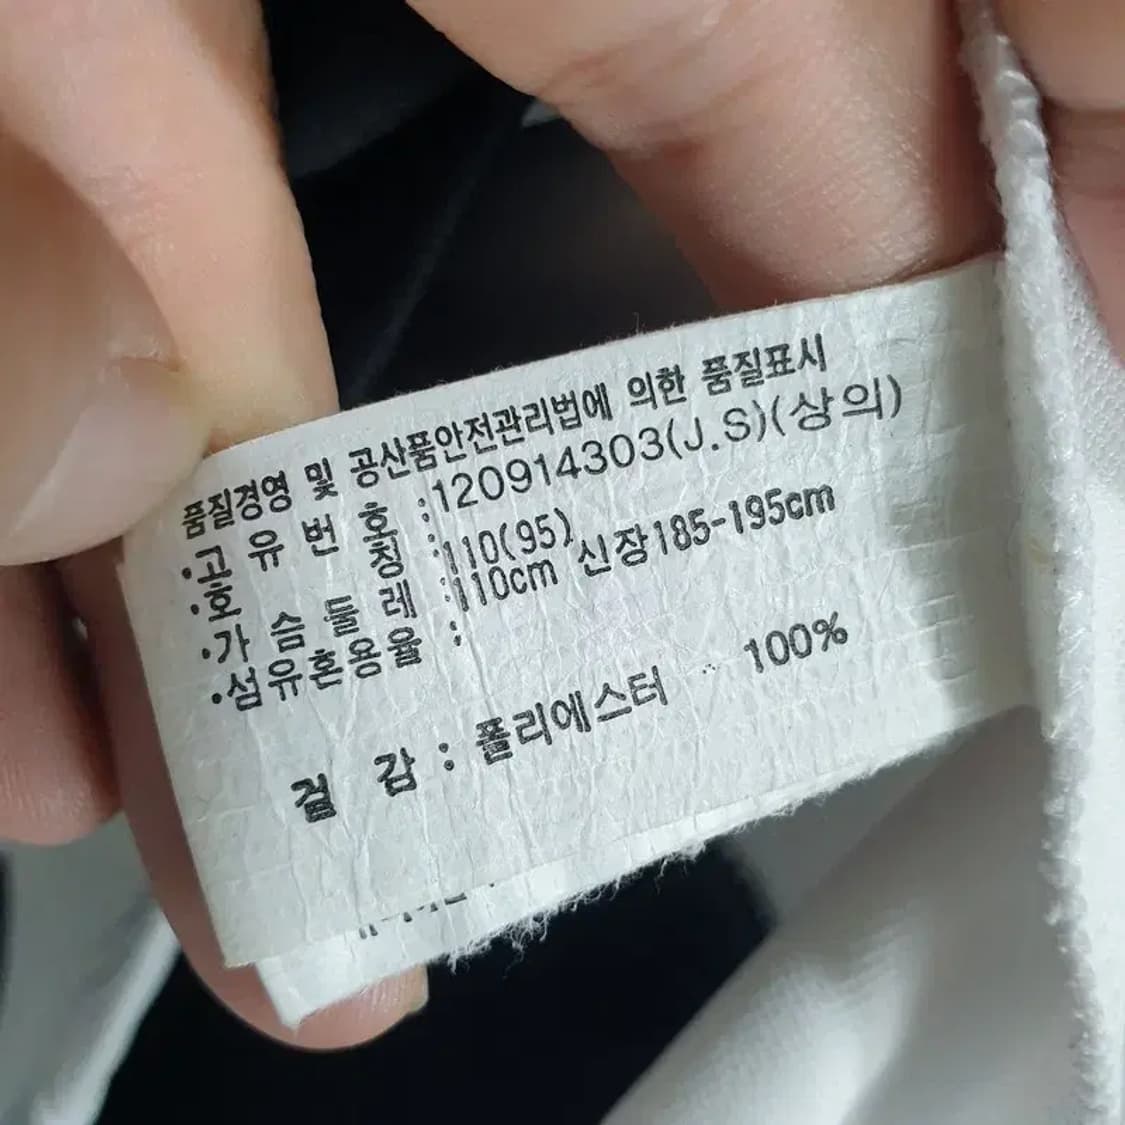 품질경영 및 공산품안전관리법에 의한 품질표시
·고 유 번 호 :120914303(J.S)(상의)
·호 칭 :110(95)
·가 슴 둘 레 :110cm 신장185-195cm
·섬유혼용율 :
겉 감 : 폴리에스터 100%